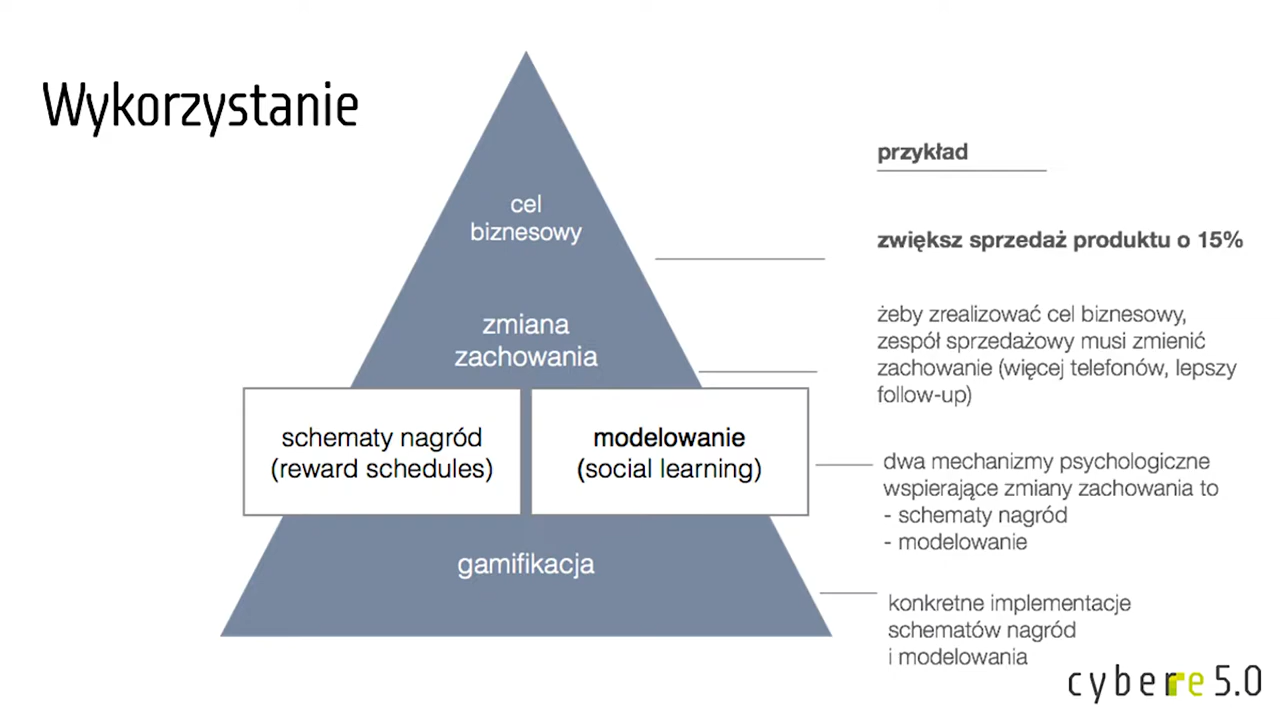 Wykorzystanie
cel
biznesowy
zmiana
zachowania
schematy nagród
(reward schedules)
modelowanie
(social learning)
gamifikacja
przykład
zwiększ sprzedaż produktu o 15%
żeby zrealizować cel biznesowy,
zespół sprzedażowy musi zmienić
zachowanie (więcej telefonów, lepszy
follow-up)
dwa mechanizmy psychologiczne
wspierające zmiany zachowania to
- schematy nagród
- modelowanie
konkretne implementacje
schematów nagród
i modelowania
cyberre 5.0